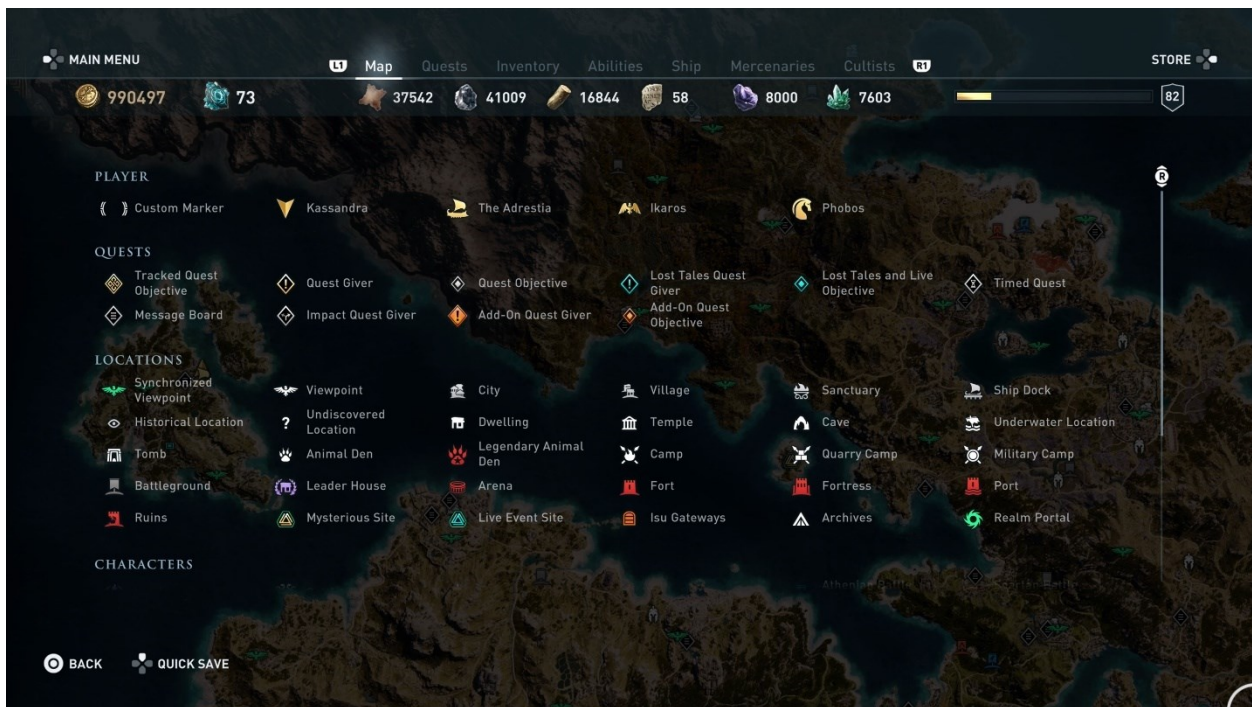 MAIN MENU
L1 Map Quests Inventory Abilities Ship Mercenaries Cultists R1
STORE
990497 73 37542 41009 16844 58 8000 7603 82
PLAYER
R
Custom Marker Kassandra The Adrestia Ikaros Phobos
QUESTS
Tracked Quest
Objective
Quest Giver
Quest Objective
Lost Tales Quest
Giver
Lost Tales and Live
Objective
Timed Quest
Message Board
Impact Quest Giver
Add-On Quest Giver
Add-On Quest
Objective
LOCATIONS
Synchronized
Viewpoint
Viewpoint
City
Village
Sanctuary
Ship Dock
Historical Location
? Undiscovered
Location
Dwelling
Temple
Cave
Underwater Location
Tomb
Animal Den
Legendary Animal
Den
Camp
Quarry Camp
Military Camp
Battleground
Leader House
Arena
Fort
Fortress
Port
Ruins
Mysterious Site
Live Event Site
Isu Gateways
Archives
Realm Portal
CHARACTERS
BACK QUICK SAVE